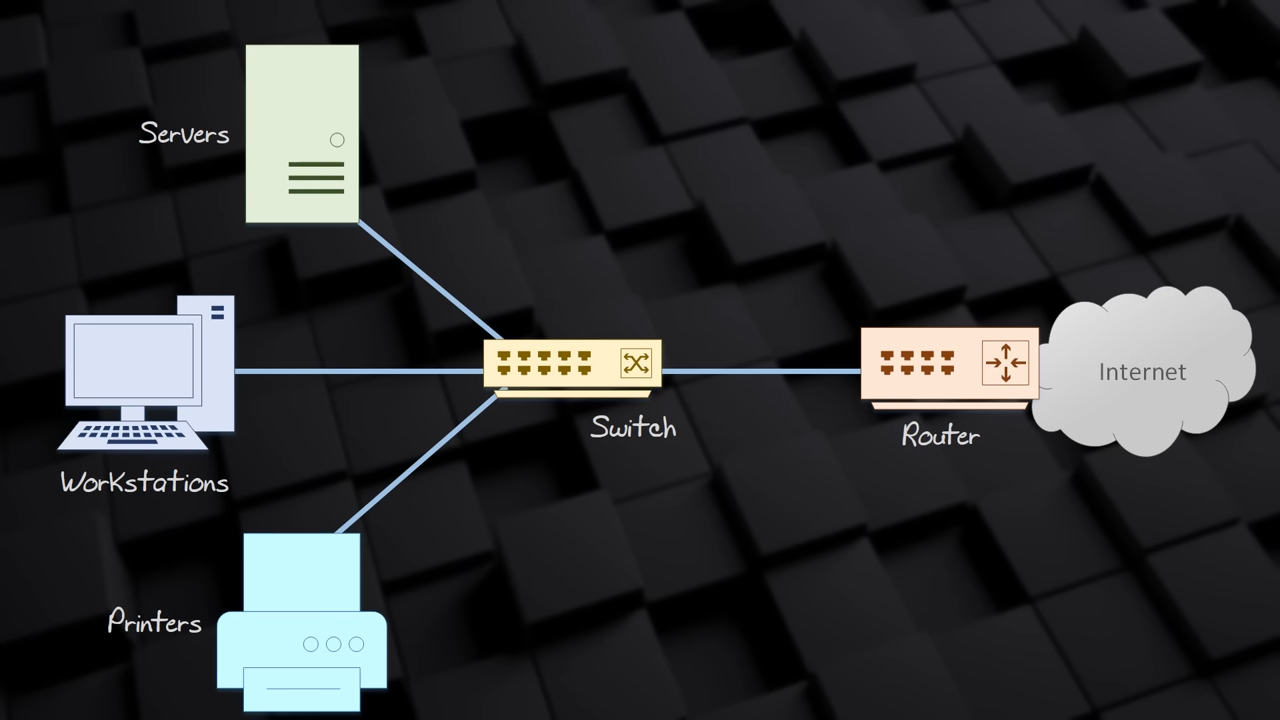 Servers
Workstations
Printers
Switch
Router
Internet